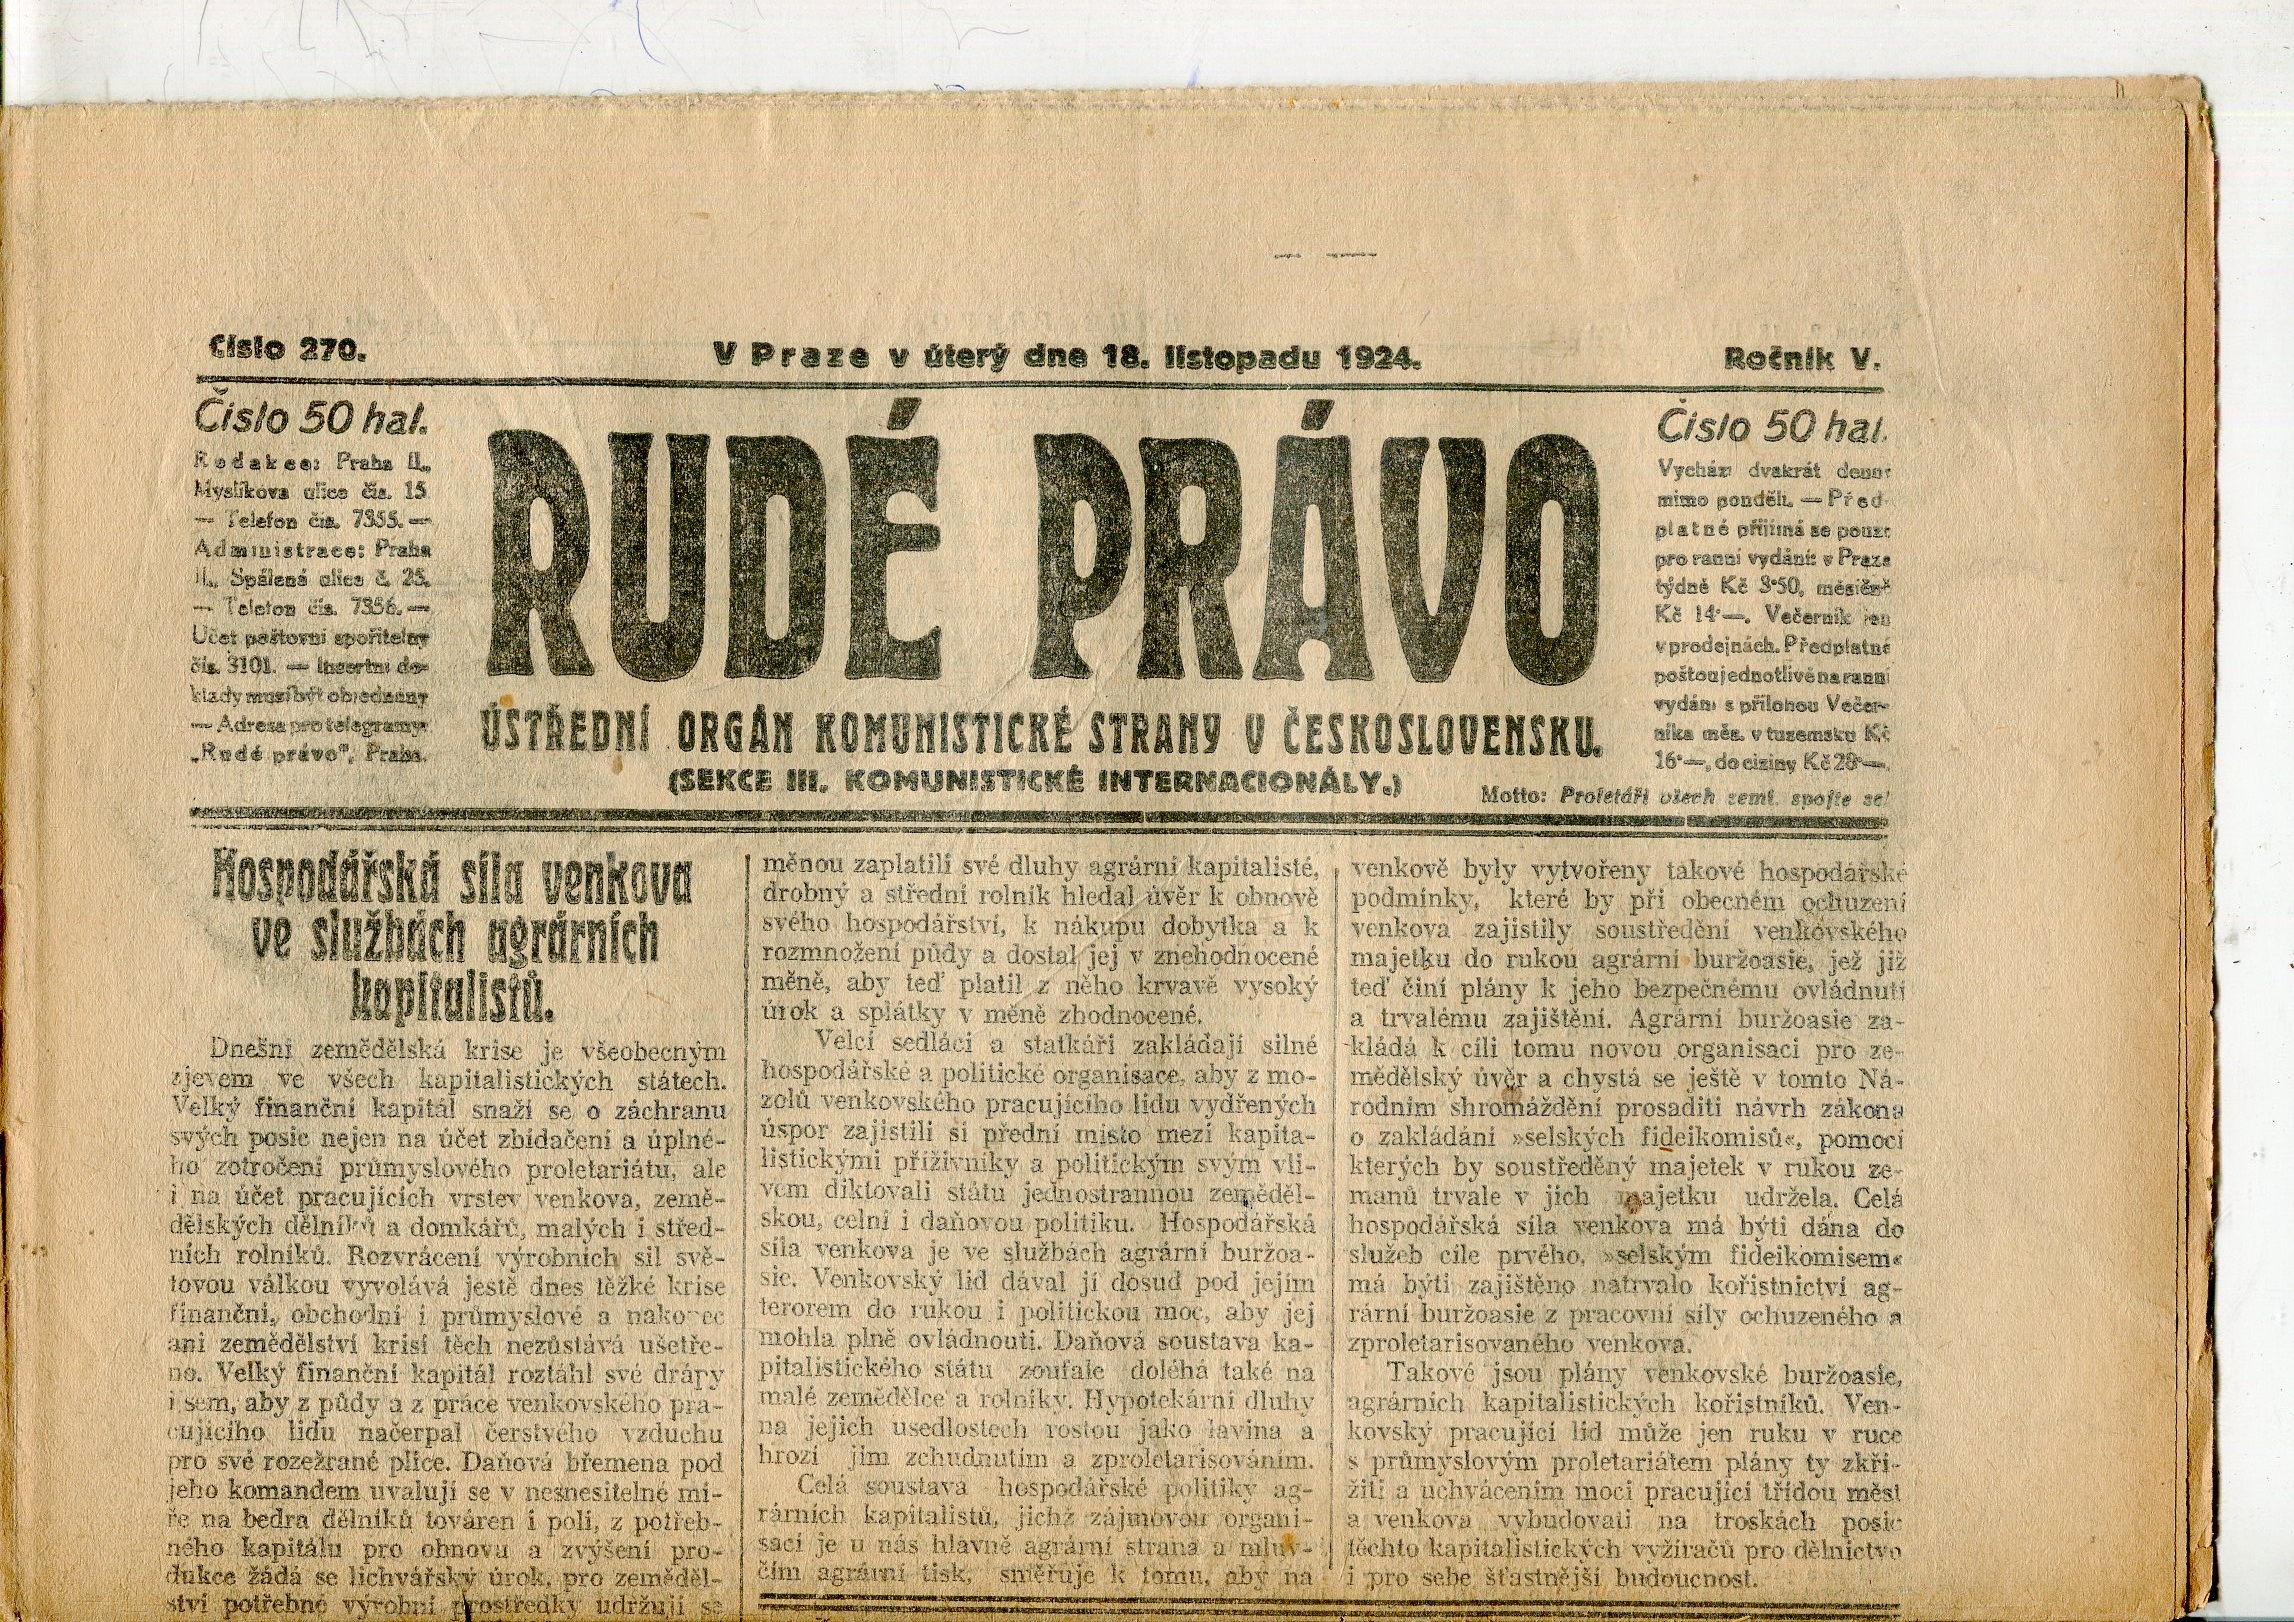 Číslo 270.
V Praze v úterý dne 18. listopadu 1924.
Ročník V.
Číslo 50 hal.
Redakce: Praha II.,
Myslíkova ulice čís. 15
— Telefon čís. 7355. —
Administrace: Praha
II., Spálená ulice č. 25.
— Telefon čís. 7356. —
Účet poštovní spořitelny
čís. 3101. — Insertní do-
klady musí být objednány
— Adresa pro telegramy:
„Rudé právo", Praha.
RUDÉ PRÁVO
ÚSTŘEDNÍ ORGÁN KOMUNISTICKÉ STRANY V ČESKOSLOVENSKU.
(SEKCE III. KOMUNISTICKÉ INTERNACIONÁLY.)
Číslo 50 hal.
Vychází dvakrát denně
mimo pondělí. — Před-
platné přijímá se pouze
pro ranní vydání: v Praze
týdně Kč 3·50, měsíčně
Kč 14·—. Večerník jen
v prodejnách. Předplatné
poštou jednotlivě na ranní
vydání s přílohou Večer-
níka měs. v tuzemsku Kč
16·—, do ciziny Kč 28·—.
Motto: Proletáři všech zemí, spojte se!
Hospodářská síla venkova
ve službách agrárních
kapitalistů.
Dnešní zemědělská krise je všeobecným
zjevem ve všech kapitalistických státech.
Velký finanční kapitál snaží se o záchranu
svých posic nejen na účet zbídačení a úplné-
ho zotročení průmyslového proletariátu, ale
i na účet pracujících vrstev venkova, země-
dělských dělníků a domkářů, malých i střed-
ních rolníků. Rozvrácení výrobních sil svě-
tovou válkou vyvolává jestě dnes těžké krise
finanční, obchodní i průmyslové a nakonec
ani zemědělství krisí těch nezůstává ušetře-
no. Velký finanční kapitál roztáhl své drápy
i sem, aby z půdy a z práce venkovského pra-
cujícího lidu načerpal čerstvého vzduchu
pro své rozežrané plíce. Daňová břemena pod
jeho komandem uvalují se v nesnesitelné mí-
ře na bedra dělníků továren i polí, z potřeb-
ného kapitálu pro obnovu a zvýšení pro-
dukce žádá se lichvářský úrok, pro zeměděl-
ství potřebné výrobní prostředky udržují se
měnou zaplatili své dluhy agrární kapitalisté,
drobný a střední rolník hledal úvěr k obnově
svého hospodářství, k nákupu dobytka a k
rozmnožení půdy a dostal jej v znehodnocené
měně, aby teď platil z něho krvavě vysoký
úrok a splátky v měně zhodnocené.
Velcí sedláci a statkáři zakládají silné
hospodářské a politické organisace, aby z mo-
zolů venkovského pracujícího lidu vydřených
úspor zajistili si přední místo mezi kapita-
listickými příživníky a politickým svým vli-
vem diktovali státu jednostrannou zeměděl-
skou, celní i daňovou politiku. Hospodářská
síla venkova je ve službách agrární buržoa-
sie. Venkovský lid dával jí dosud pod jejím
terorem do rukou i politickou moc, aby jej
mohla plně ovládnouti. Daňová soustava ka-
pitalistického státu zoufale doléhá také na
malé zemědělce a rolníky. Hypotekární dluhy
na jejich usedlostech rostou jako lavina a
hrozí jim zchudnutím a zproletarisováním.
Celá soustava hospodářské politiky ag-
rárních kapitalistů, jichž zájmovou organi-
sací je u nás hlavně agrární strana a mluv-
čím agrární tisk, směřuje k tomu, aby na
venkově byly vytvořeny takové hospodářské
podmínky, které by při obecném ochuzení
venkova zajistily soustředění venkovského
majetku do rukou agrární buržoasie, jež již
teď činí plány k jeho bezpečnému ovládnutí
a trvalému zajištění. Agrární buržoasie za-
kládá k cíli tomu novou organisaci pro ze-
mědělský úvěr a chystá se ještě v tomto Ná-
rodním shromáždění prosaditi návrh zákona
o zakládání »selských fideikomisů«, pomocí
kterých by soustředěný majetek v rukou ze-
manů trvale v jich majetku udržela. Celá
hospodářská síla venkova má býti dána do
služeb cíle prvého, »selským fideikomisem«
má býti zajištěno natrvalo kořistnictví ag-
rární buržoasie z pracovní síly ochuzeného a
zproletarisovaného venkova.
Takové jsou plány venkovské buržoasie,
agrárních kapitalistických kořistníků. Ven-
kovský pracující lid může jen ruku v ruce
s průmyslovým proletariátem plány ty zkří-
žiti a uchvácením moci pracující třídou měst
a venkova vybudovati na troskách posic
těchto kapitalistických vyžíračů pro dělnictvo
i pro sebe šťastnější budoucnost.